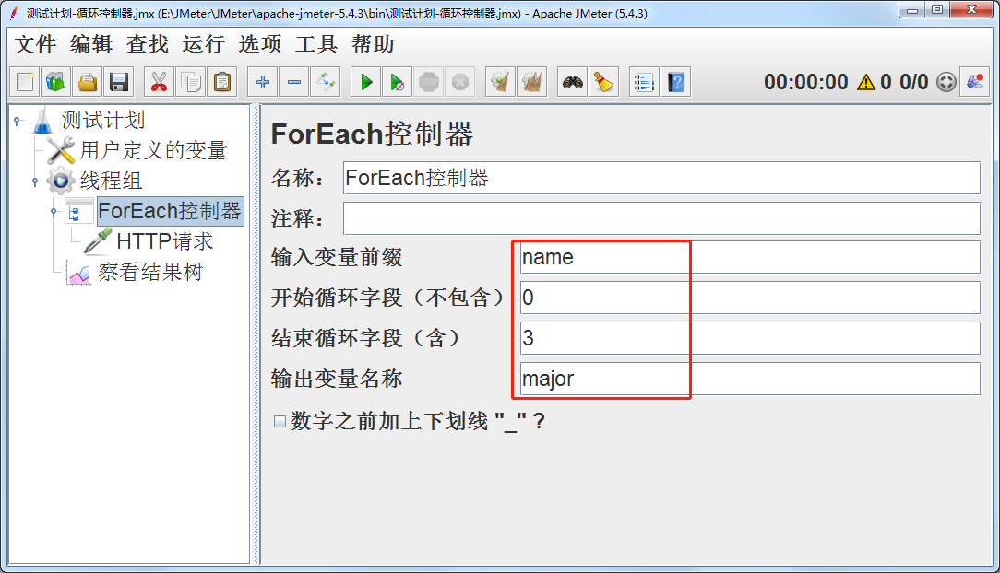 测试计划-循环控制器.jmx (E:\JMeter\JMeter\apache-jmeter-5.4.3\bin\测试计划-循环控制器.jmx) - Apache JMeter (5.4.3)
文件 编辑 查找 运行 选项 工具 帮助
STOP 00:00:00 0 0/0
测试计划
用户定义的变量
线程组
ForEach控制器
HTTP请求
察看结果树
ForEach控制器
名称： ForEach控制器
注释：
输入变量前缀 name
开始循环字段（不包含） 0
结束循环字段（含） 3
输出变量名称 major
数字之前加上下划线 "_" ?